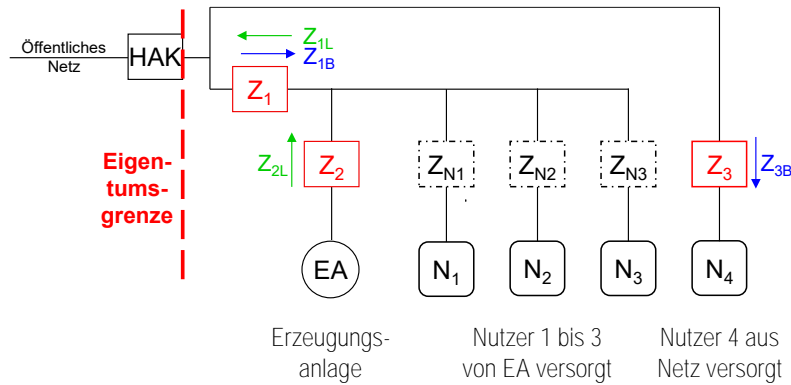 Öffentliches
Netz
HAK
Z1L
Z1B
Z1
Eigen-
tums-
grenze
Z2L
Z2
ZN1
ZN2
ZN3
Z3
Z3B
EA
N1
N2
N3
N4
Erzeugungs-
anlage
Nutzer 1 bis 3
von EA versorgt
Nutzer 4 aus
Netz versorgt